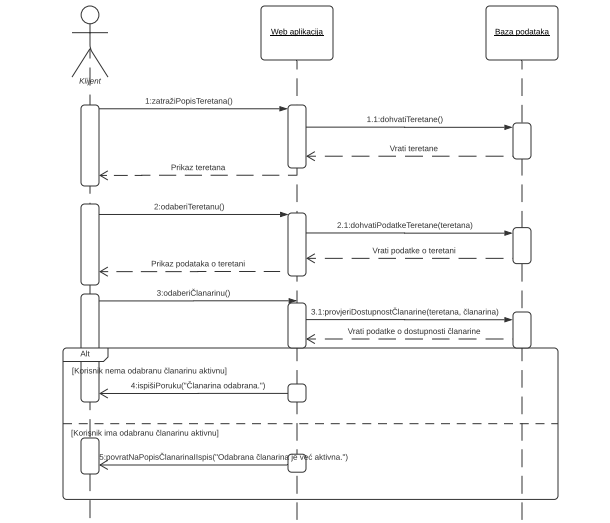 Web aplikacija
Baza podataka
Klijent
1:zatražiPopisTeretana()
1.1:dohvatiTeretane()
Vrati teretane
Prikaz teretana
2:odaberiTeretanu()
2.1:dohvatiPodatkeTeretane(teretana)
Vrati podatke o teretani
Prikaz podataka o teretani
3:odaberiČlanarinu()
3.1:provjeriDostupnostČlanarine(teretana, članarina)
Vrati podatke o dostupnosti članarine
Alt
[Korisnik nema odabranu članarinu aktivnu]
4:ispišiPoruku("Članarina odabrana.")
[Korisnik ima odabranu članarinu aktivnu]
5:povratNaPopisČlanarinaIIspis("Odabrana članarina je već aktivna.")